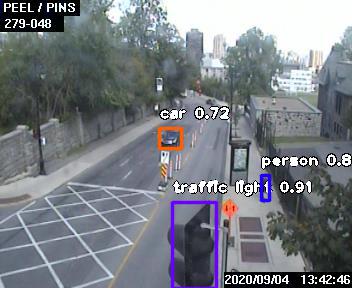 PEEL / PINS
279-048
car 0.72
person 0.8
traffic light 0.91
2020/09/04 13:42:46